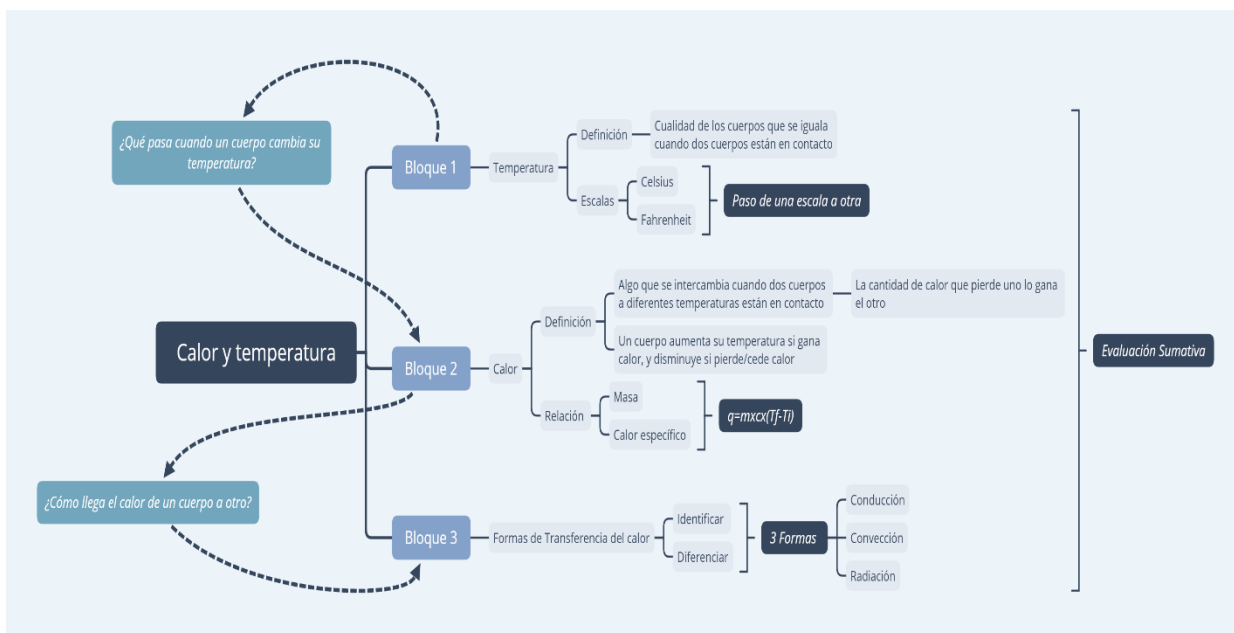 ¿Qué pasa cuando un cuerpo cambia su
temperatura?
Bloque 1
Temperatura
Definición
Cualidad de los cuerpos que se iguala
cuando dos cuerpos están en contacto
Escalas
Celsius
Fahrenheit
Paso de una escala a otra
Calor y temperatura
Bloque 2
Calor
Definición
Algo que se intercambia cuando dos cuerpos
a diferentes temperaturas están en contacto
La cantidad de calor que pierde uno lo gana
el otro
Un cuerpo aumenta su temperatura si gana
calor, y disminuye si pierde/cede calor
Relación
Masa
Calor específico
q=mxcx(Tf-Ti)
¿Cómo llega el calor de un cuerpo a otro?
Bloque 3
Formas de Transferencia del calor
Identificar
Diferenciar
3 Formas
Conducción
Convección
Radiación
Evaluación Sumativa